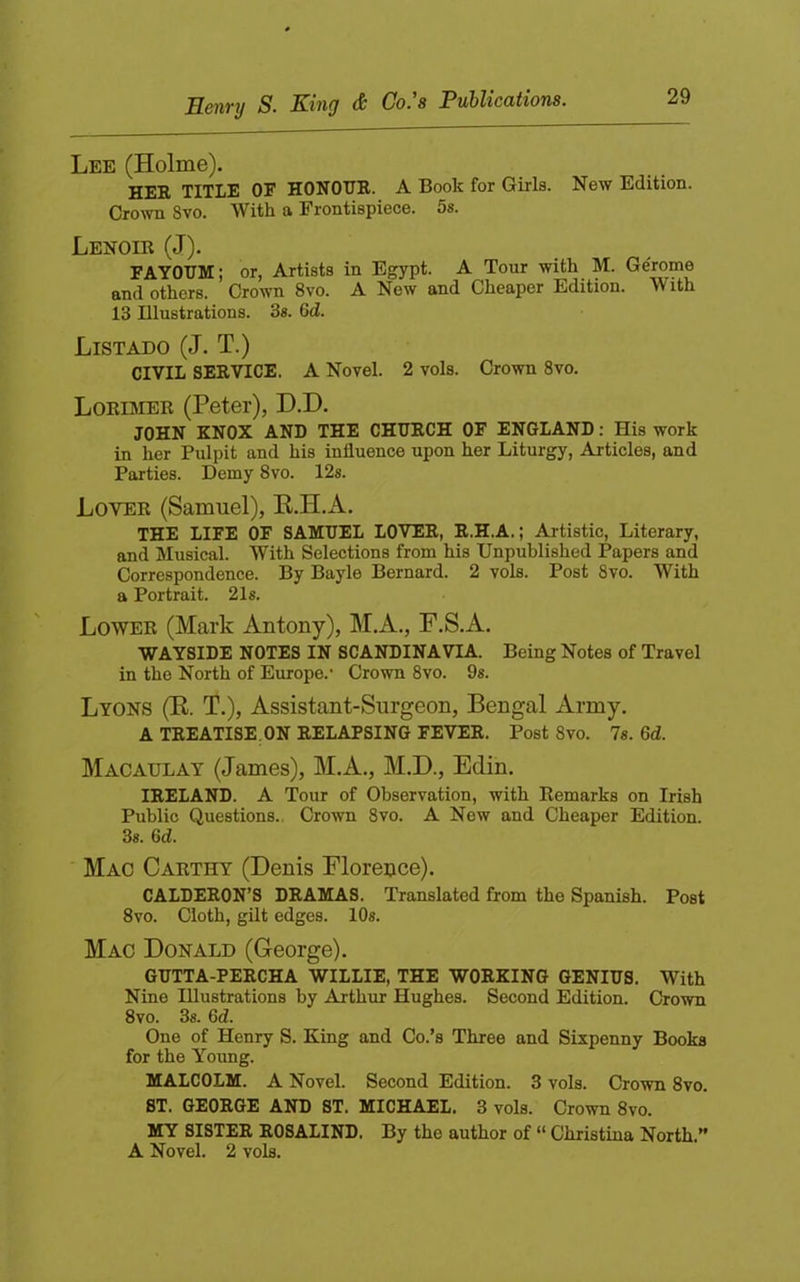 Henry S. King & Co.'s Publications. 29
LEE (Holme).
HER TITLE OF HONOUR. A Book for Girls. New Edition.
Crown 8vo. With a Frontispiece. 5s.
LENOIR (J).
FAYOUM; or, Artists in Egypt. A Tour with M. Gérome
and others. Crown 8vo. A New and Cheaper Edition. With
13 Illustrations. 3s. 6d.
LISTADO (J. T.)
CIVIL SERVICE. A Novel. 2 vols. Crown 8vo.
LORIMER (Peter), D.D.
JOHN KNOX AND THE CHURCH OF ENGLAND: His work
in her Pulpit and his influence upon her Liturgy, Articles, and
Parties. Demy 8vo. 12s.
LOVER (Samuel), R.H.A.
THE LIFE OF SAMUEL LOVER, R.H.A.; Artistic, Literary,
and Musical. With Selections from his Unpublished Papers and
Correspondence. By Bayle Bernard. 2 vols. Post 8vo. With
a Portrait. 21s.
LOWER (Mark Antony), M.A., F.S.A.
WAYSIDE NOTES IN SCANDINAVIA. Being Notes of Travel
in the North of Europe. Crown 8vo. 9s.
LYONS (R. T.), Assistant-Surgeon, Bengal Army.
A TREATISE ON RELAPSING FEVER. Post 8vo. 7s. 6d.
MACAULAY (James), M.A., M.D., Edin.
IRELAND. A Tour of Observation, with Remarks on Irish
Public Questions. Crown 8vo. A New and Cheaper Edition.
3s. 6d.
MAC CARTHY (Denis Florence).
CALDERON'S DRAMAS. Translated from the Spanish. Post
8vo. Cloth, gilt edges. 10s.
MAC DONALD (George).
GUTTA-PERCHA WILLIE, THE WORKING GENIUS. With
Nine Illustrations by Arthur Hughes. Second Edition. Crown
8vo. 3s. 6d.
One of Henry S. King and Co.'s Three and Sixpenny Books
for the Young.
MALCOLM. A Novel. Second Edition. 3 vols. Crown 8vo.
ST. GEORGE AND ST. MICHAEL. 3 vols. Crown 8vo.
MY SISTER ROSALIND. By the author of "Christina North."
A Novel. 2 vols.